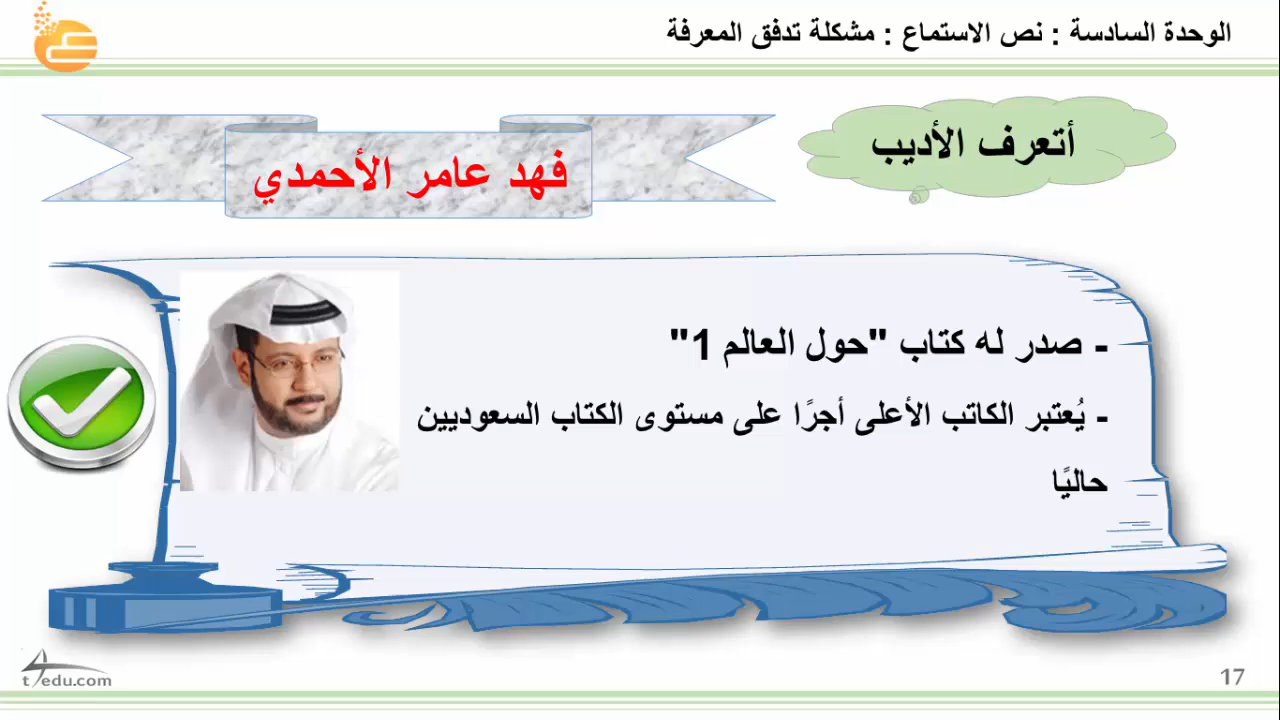 الوحدة السادسة : نص الاستماع : مشكلة تدفق المعرفة
أتعرف الأديب
فهد عامر الأحمدي
- صدر له كتاب "حول العالم 1"
- يُعتبر الكاتب الأعلى أجرًا على مستوى الكتاب السعوديين
حاليًا
t4edu.com
17